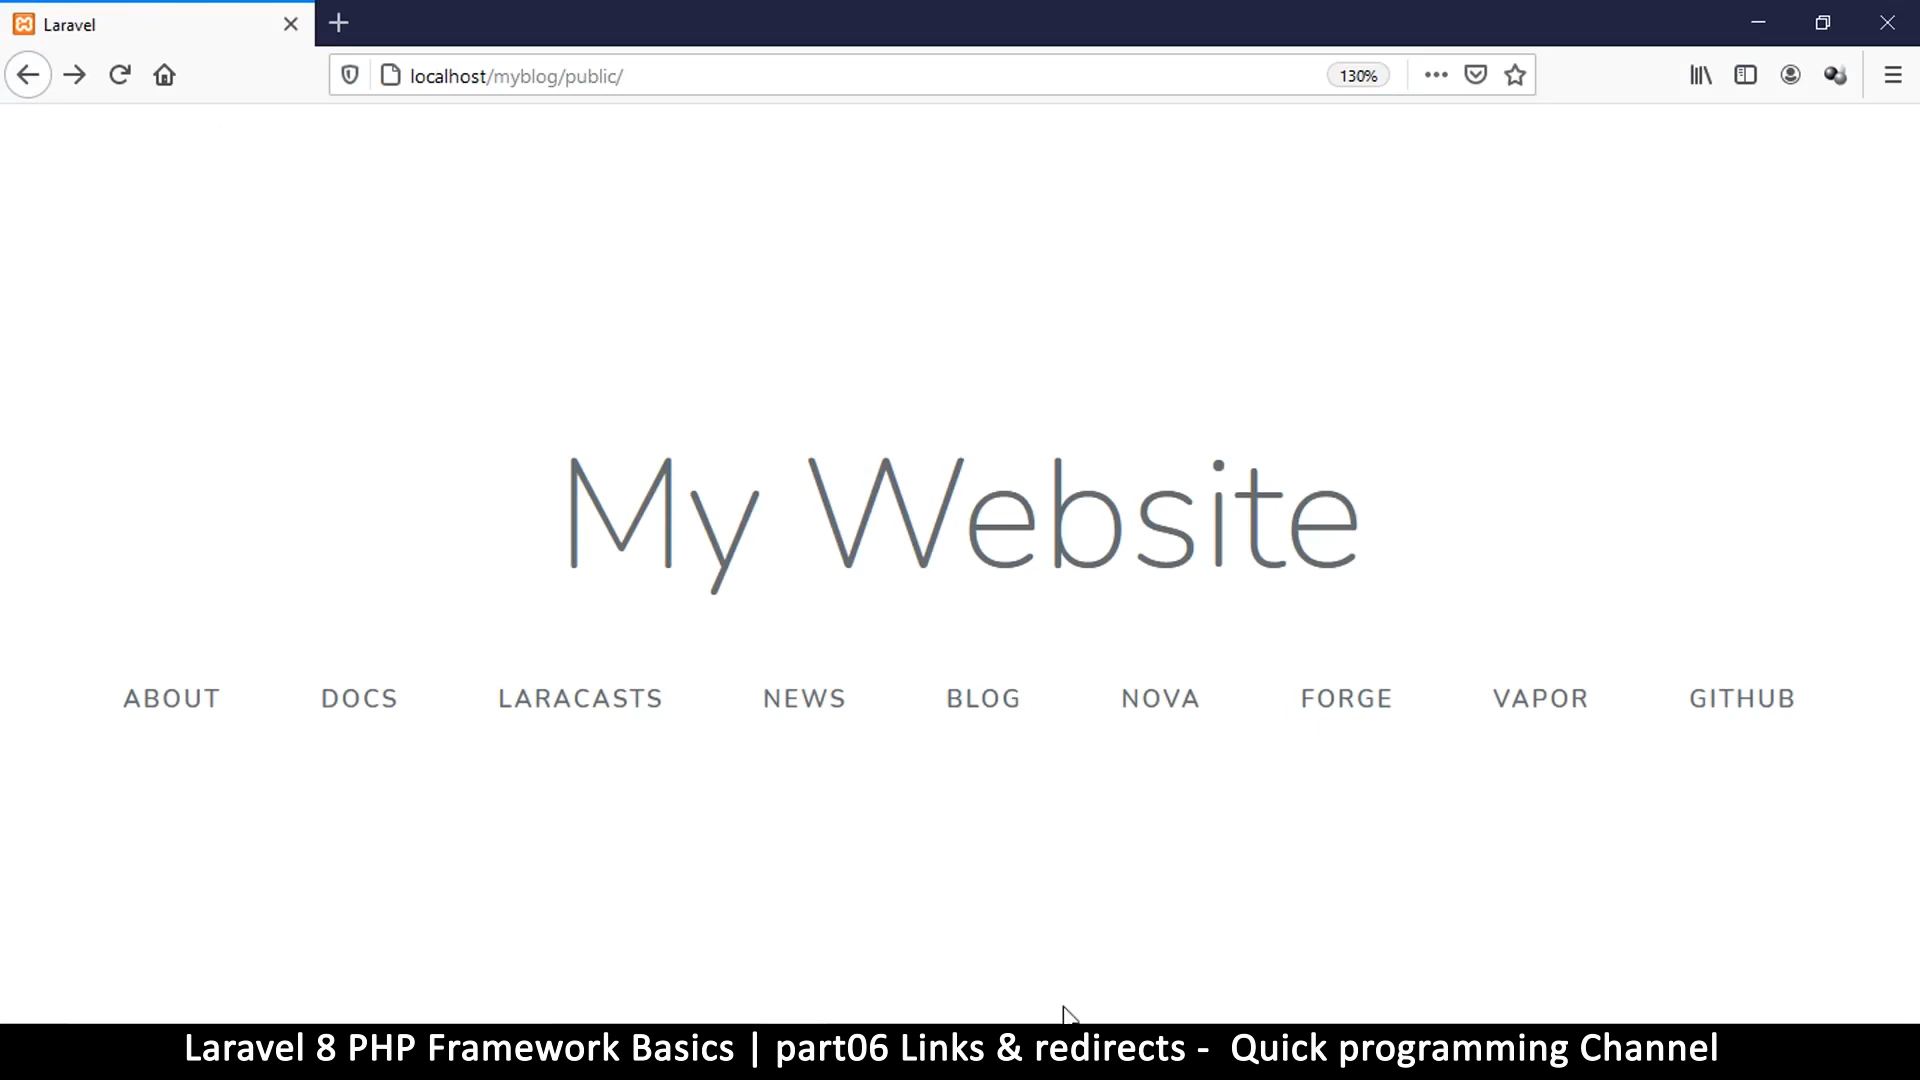 Laravel
localhost/myblog/public/
130%
My Website
ABOUT DOCS LARACASTS NEWS BLOG NOVA FORGE VAPOR GITHUB
Laravel 8 PHP Framework Basics | part06 Links & redirects - Quick programming Channel